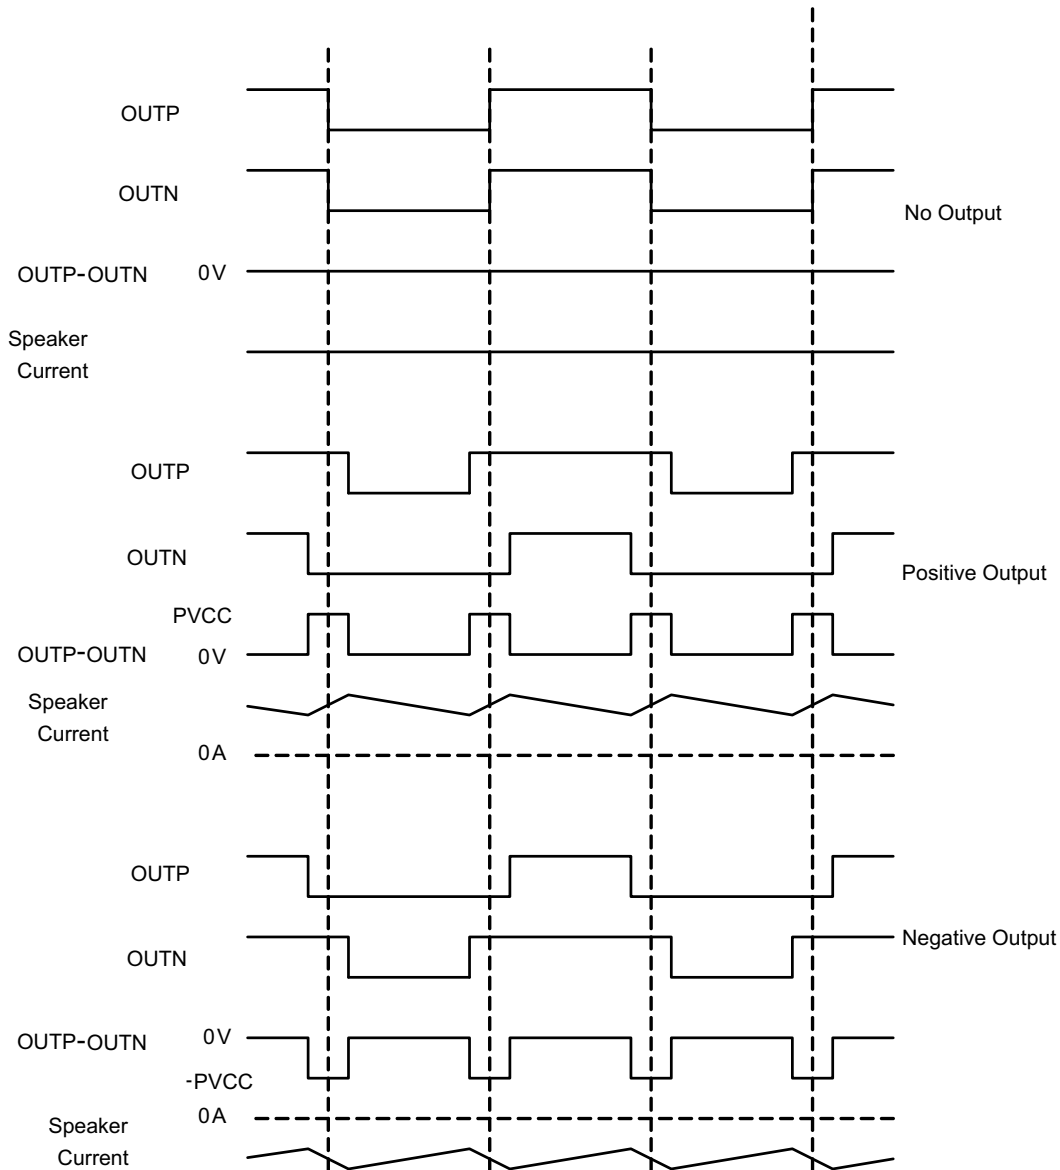 OUTP
OUTN
No Output
OUTP-OUTN 0V
Speaker
Current
OUTP
OUTN
Positive Output
PVCC
OUTP-OUTN 0V
Speaker
Current
0A
OUTP
OUTN
Negative Output
OUTP-OUTN 0V
-PVCC
0A
Speaker
Current